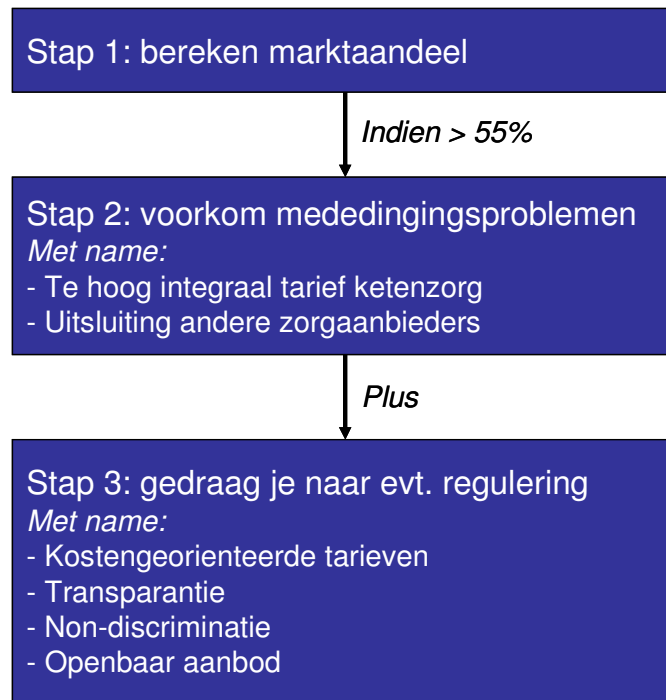 Stap 1: bereken marktaandeel
Indien > 55%
Stap 2: voorkom mededingingsproblemen
Met name:
- Te hoog integraal tarief ketenzorg
- Uitsluiting andere zorgaanbieders
Plus
Stap 3: gedraag je naar evt. regulering
Met name:
- Kostengeorienteerde tarieven
- Transparantie
- Non-discriminatie
- Openbaar aanbod